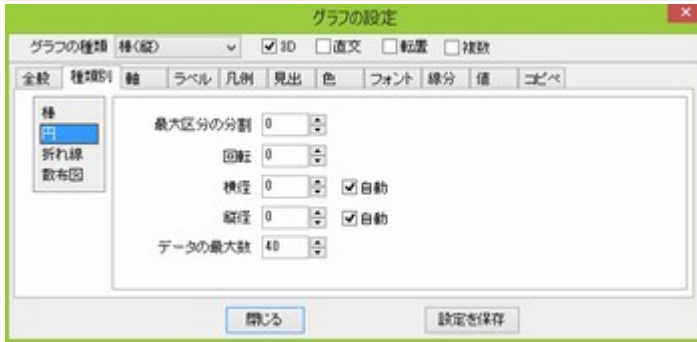 グラフの設定
グラフの種類 棒(縦) 3D 直交 転置 複数
全般 種類別 軸 ラベル 凡例 見出 色 フォント 線分 値 コピペ
棒
円
折れ線
散布図
最大区分の分割 0
回転 0
横径 0 自動
縦径 0 自動
データの最大数 40
閉じる 設定を保存